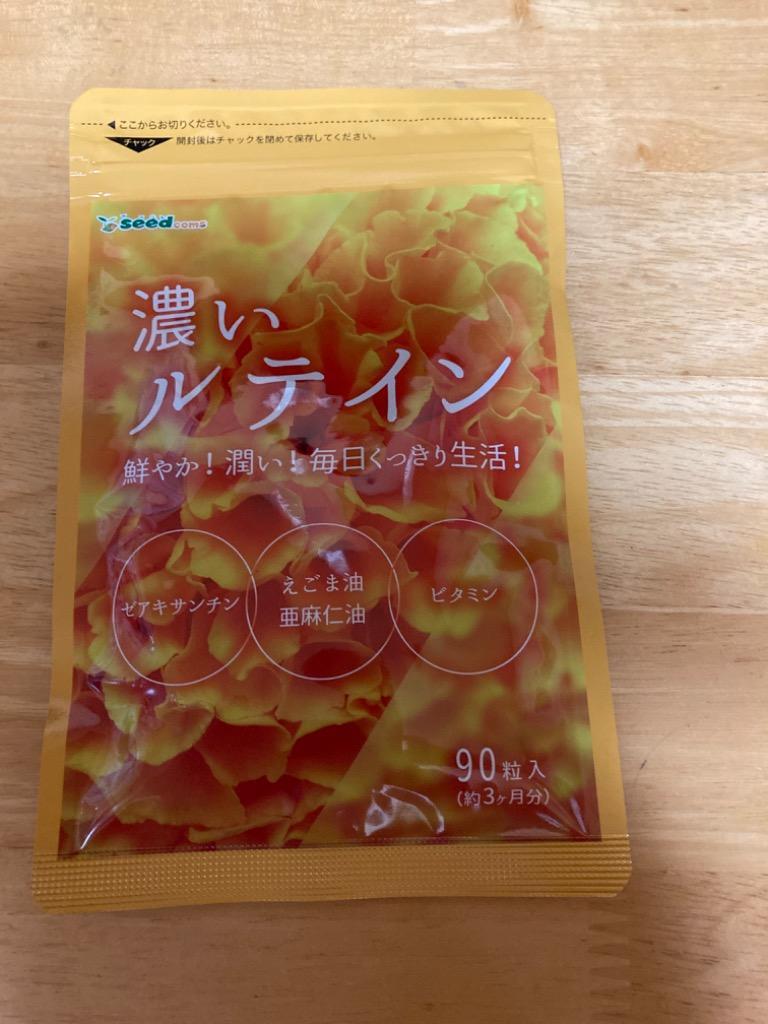 ここからお切りください。
チャック 開封後はチャックを閉めて保存してください。
seedcoms
濃い
ルテイン
鮮やか！潤い！毎日くっきり生活！
ゼアキサンチン
えごま油
亜麻仁油
ビタミン
90粒入
(約3ヶ月分)